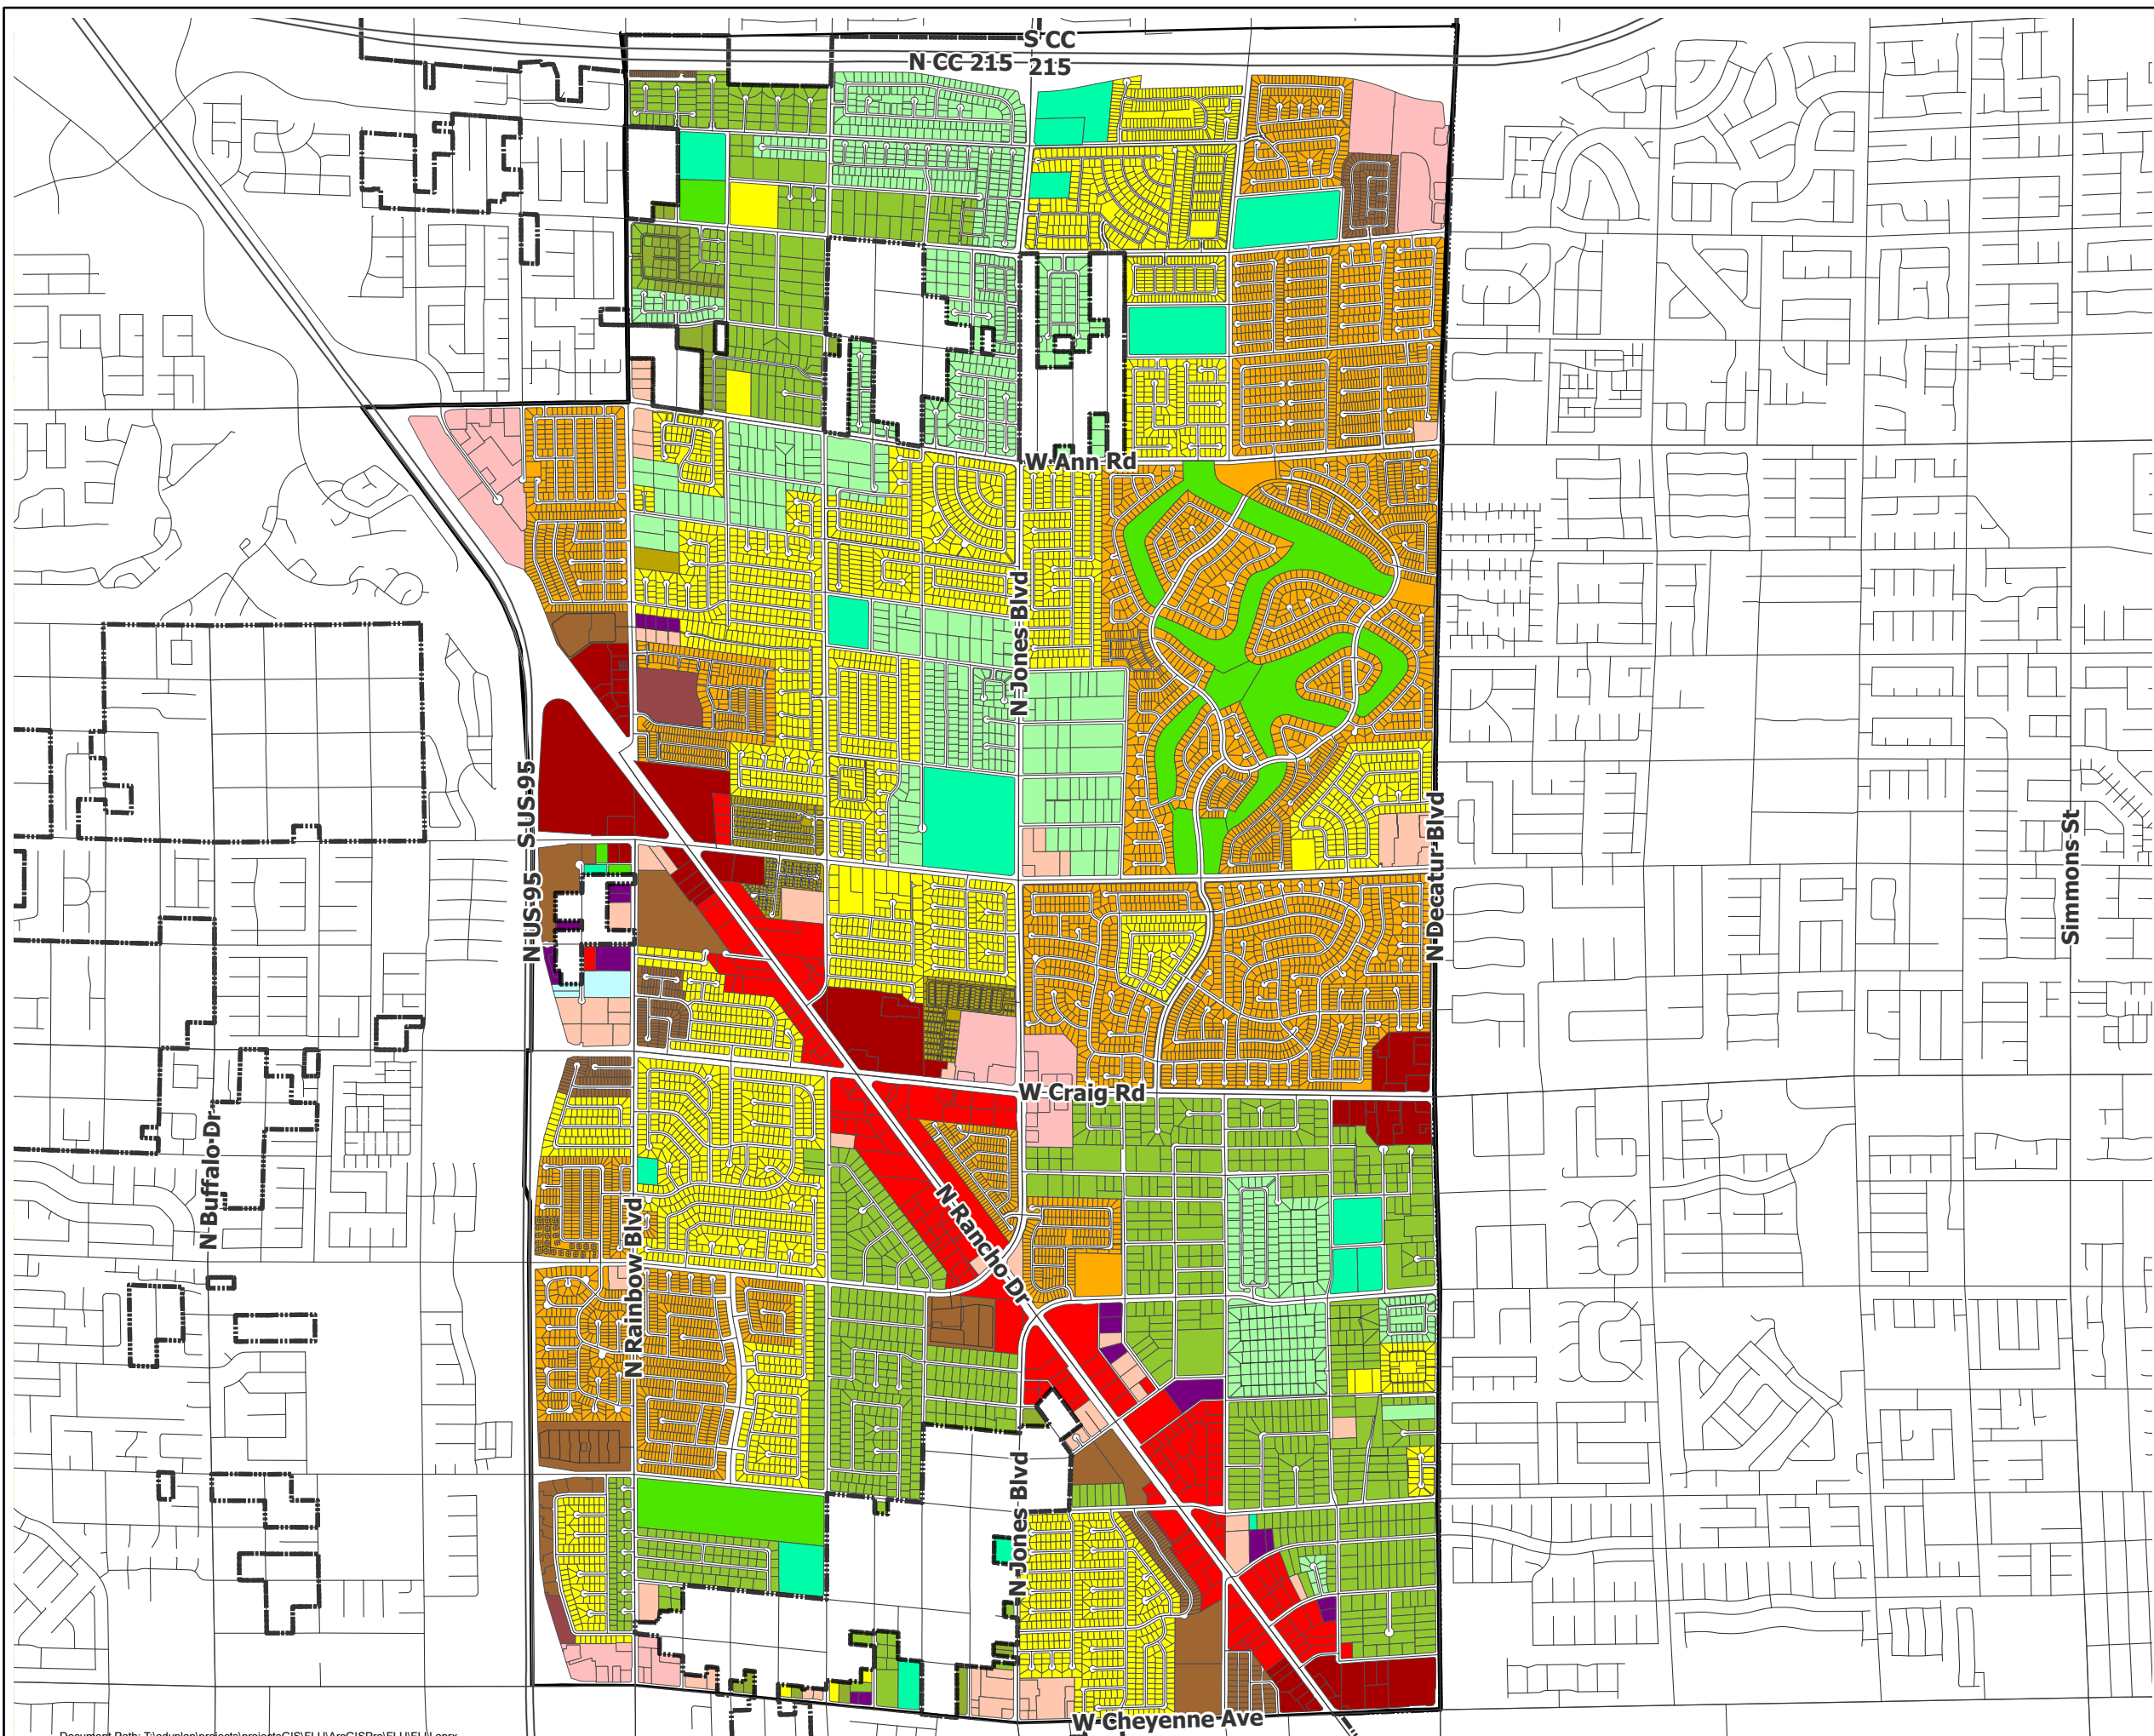 S CC
N CC 215 215
W Ann Rd
N Jones Blvd
S US 95
N US 95
N Decatur Blvd
Simmons St
W Craig Rd
N Buffalo Dr
N Rainbow Blvd
N Rancho Dr
N Jones Blvd
W Cheyenne Ave